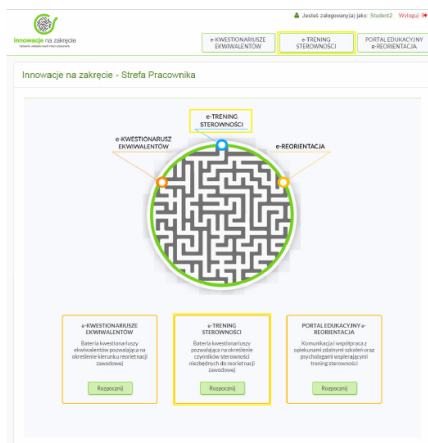 Jesteś zalogowany(a) jako: Student2 Wyloguj
Innowacje na zakręcie
e-KWESTIONARIUSZE EKWIWALENTÓW
e-TRENING STEROWNOŚCI
PORTAL EDUKACYJNY e-REORIENTACJA
Innowacje na zakręcie - Strefa Pracownika
e-TRENING
STEROWNOŚCI
e-KWESTIONARIUSZ
EKWIWALENTÓW
e-REORIENTACJA
e-KWESTIONARIUSZE
EKWIWALENTÓW
Bateria kwestionariuszy
ekwiwalentów pozwalająca na
określenie kierunku reorientacji
zawodowej
Rozpocznij
e-TRENING
STEROWNOŚCI
Bateria kwestionariuszy
pozwalająca na określenie
czynników sterowności
niezbędnych do reorientacji
zawodowej
Rozpocznij
PORTAL EDUKACYJNY e-
REORIENTACJA
Komunikacja i współpraca z
opiekunami zdalnymi szkoleń oraz
psychologami wspierającymi
trening sterowności
Rozpocznij